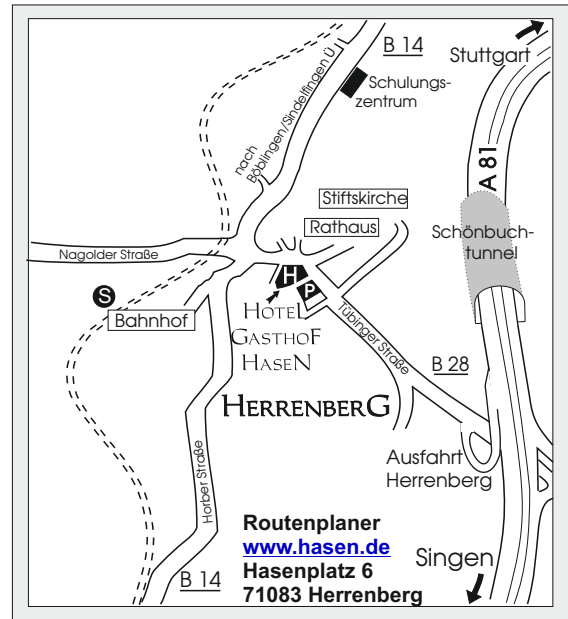 Stuttgart
B 14
Schulungs-
zentrum
nach
Böblingen/Sindelfingen Ü
A 81
Stiftskirche
Rathaus
Schönbuch-
tunnel
Nagolder Straße
S
Bahnhof
H
P
HOTEL
GASTHOF
HASEN
Tübinger Straße
B 28
HERRENBERG
Horber Straße
Ausfahrt
Herrenberg
Routenplaner
www.hasen.de
Hasenplatz 6
71083 Herrenberg
Singen
B 14